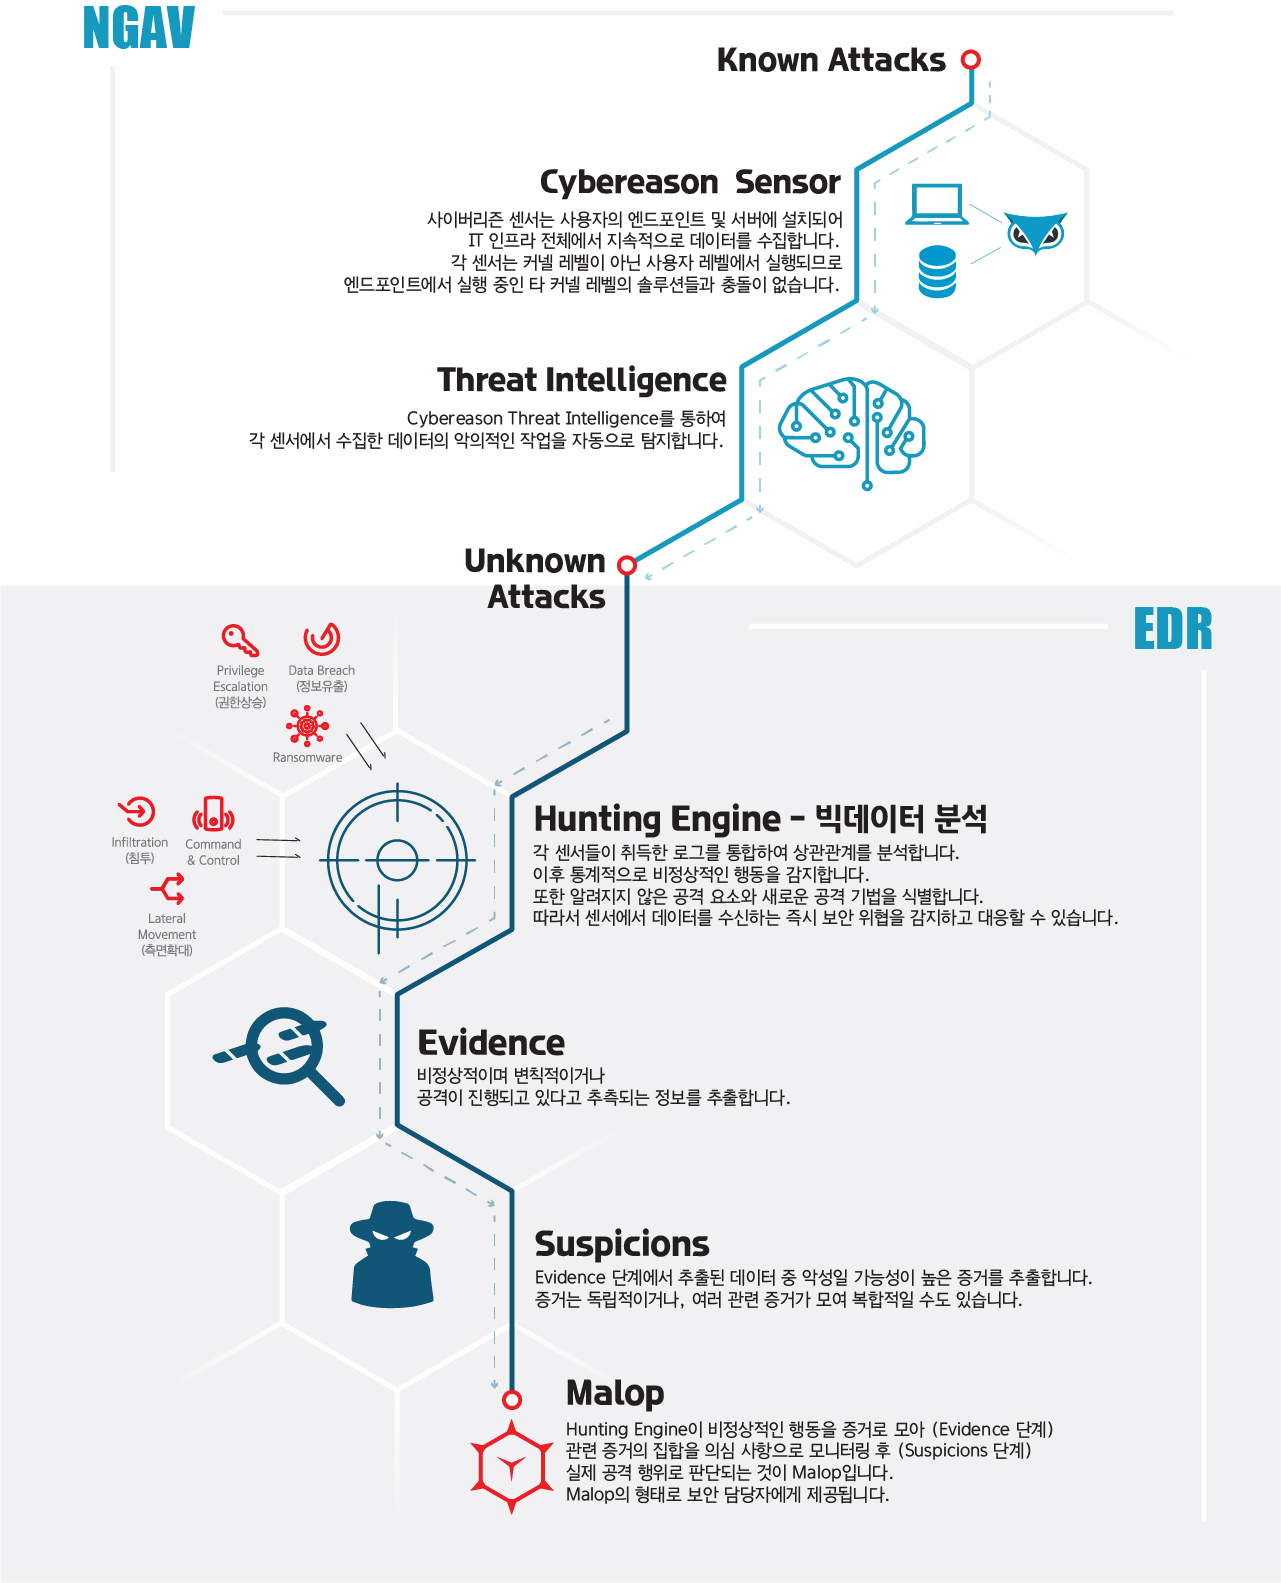 NGAV
Known Attacks
Cybereason Sensor
사이버리즌 센서는 사용자의 엔드포인트 및 서버에 설치되어
IT 인프라 전체에서 지속적으로 데이터를 수집합니다.
각 센서는 커널 레벨이 아닌 사용자 레벨에서 실행되므로
엔드포인트에서 실행 중인 타 커널 레벨의 솔루션들과 충돌이 없습니다.
Threat Intelligence
Cybereason Threat Intelligence를 통하여
각 센서에서 수집한 데이터의 악의적인 작업을 자동으로 탐지합니다.
Unknown
Attacks
EDR
Privilege
Escalation
(권한상승)
Data Breach
(정보유출)
Ransomware
Infiltration
(침투)
Command
& Control
Lateral
Movement
(측면확대)
Hunting Engine - 빅데이터 분석
각 센서들이 취득한 로그를 통합하여 상관관계를 분석합니다.
이후 통계적으로 비정상적인 행동을 감지합니다.
또한 알려지지 않은 공격 요소와 새로운 공격 기법을 식별합니다.
따라서 센서에서 데이터를 수신하는 즉시 보안 위협을 감지하고 대응할 수 있습니다.
Evidence
비정상적이며 변칙적이거나
공격이 진행되고 있다고 추측되는 정보를 추출합니다.
Suspicions
Evidence 단계에서 추출된 데이터 중 악성일 가능성이 높은 증거를 추출합니다.
증거는 독립적이거나, 여러 관련 증거가 모여 복합적일 수도 있습니다.
Malop
Hunting Engine이 비정상적인 행동을 증거로 모아 (Evidence 단계)
관련 증거의 집합을 의심 사항으로 모니터링 후 (Suspicions 단계)
실제 공격 행위로 판단되는 것이 Malop입니다.
Malop의 형태로 보안 담당자에게 제공됩니다.